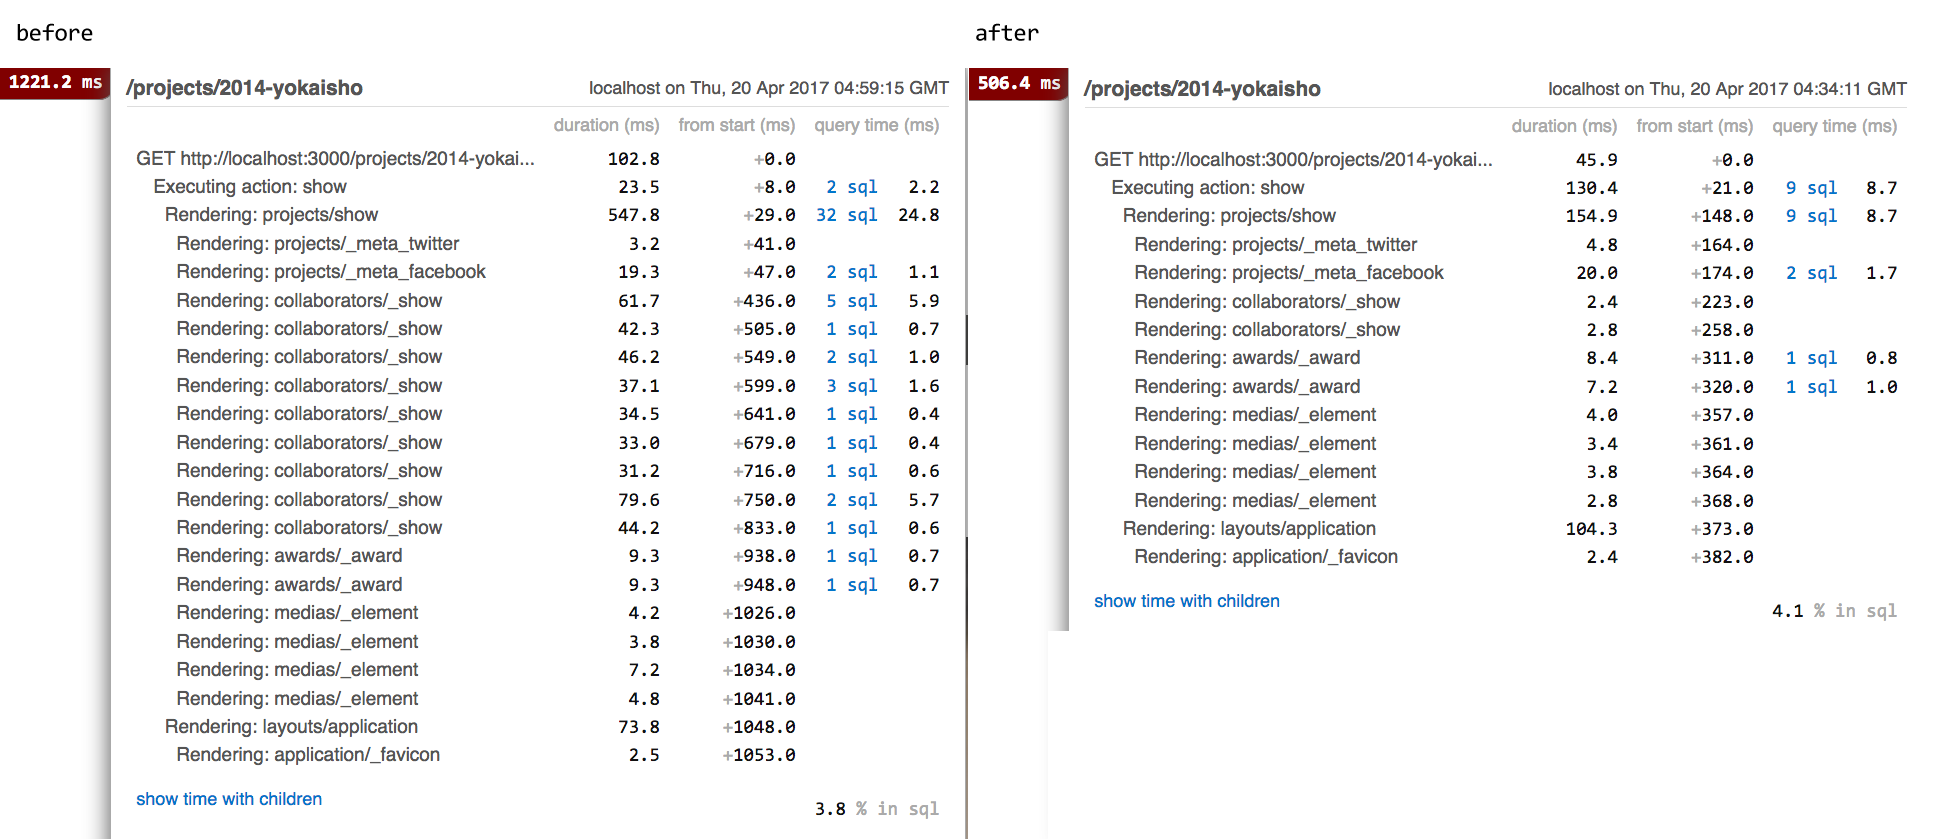 before
1221.2 ms
/projects/2014-yokaisho localhost on Thu, 20 Apr 2017 04:59:15 GMT
duration (ms) from start (ms) query time (ms)
GET http://localhost:3000/projects/2014-yokai... 102.8 +0.0
Executing action: show 23.5 +8.0 2 sql 2.2
Rendering: projects/show 547.8 +29.0 32 sql 24.8
Rendering: projects/_meta_twitter 3.2 +41.0
Rendering: projects/_meta_facebook 19.3 +47.0 2 sql 1.1
Rendering: collaborators/_show 61.7 +436.0 5 sql 5.9
Rendering: collaborators/_show 42.3 +505.0 1 sql 0.7
Rendering: collaborators/_show 46.2 +549.0 2 sql 1.0
Rendering: collaborators/_show 37.1 +599.0 3 sql 1.6
Rendering: collaborators/_show 34.5 +641.0 1 sql 0.4
Rendering: collaborators/_show 33.0 +679.0 1 sql 0.4
Rendering: collaborators/_show 31.2 +716.0 1 sql 0.6
Rendering: collaborators/_show 79.6 +750.0 2 sql 5.7
Rendering: collaborators/_show 44.2 +833.0 1 sql 0.6
Rendering: awards/_award 9.3 +938.0 1 sql 0.7
Rendering: awards/_award 9.3 +948.0 1 sql 0.7
Rendering: medias/_element 4.2 +1026.0
Rendering: medias/_element 3.8 +1030.0
Rendering: medias/_element 7.2 +1034.0
Rendering: medias/_element 4.8 +1041.0
Rendering: layouts/application 73.8 +1048.0
Rendering: application/_favicon 2.5 +1053.0
show time with children
3.8 % in sql
after
506.4 ms
/projects/2014-yokaisho localhost on Thu, 20 Apr 2017 04:34:11 GMT
duration (ms) from start (ms) query time (ms)
GET http://localhost:3000/projects/2014-yokai... 45.9 +0.0
Executing action: show 130.4 +21.0 9 sql 8.7
Rendering: projects/show 154.9 +148.0 9 sql 8.7
Rendering: projects/_meta_twitter 4.8 +164.0
Rendering: projects/_meta_facebook 20.0 +174.0 2 sql 1.7
Rendering: collaborators/_show 2.4 +223.0
Rendering: collaborators/_show 2.8 +258.0
Rendering: awards/_award 8.4 +311.0 1 sql 0.8
Rendering: awards/_award 7.2 +320.0 1 sql 1.0
Rendering: medias/_element 4.0 +357.0
Rendering: medias/_element 3.4 +361.0
Rendering: medias/_element 3.8 +364.0
Rendering: medias/_element 2.8 +368.0
Rendering: layouts/application 104.3 +373.0
Rendering: application/_favicon 2.4 +382.0
show time with children
4.1 % in sql